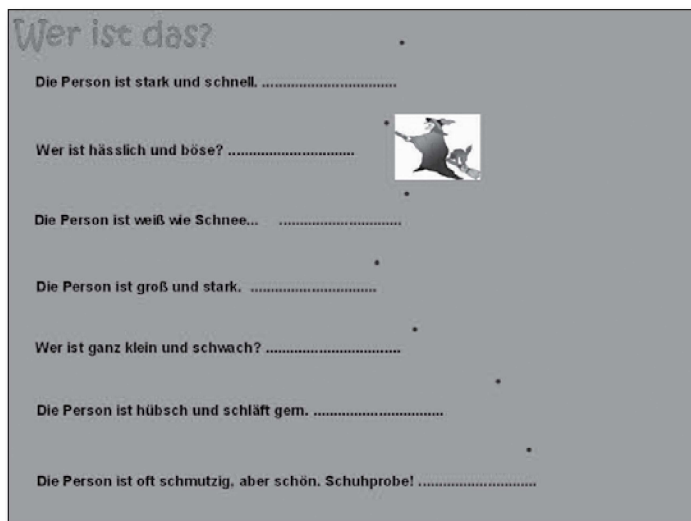 Wer ist das?
Die Person ist stark und schnell. .................................
Wer ist hässlich und böse? ...............................
Die Person ist weiß wie Schnee... ..............................
Die Person ist groß und stark. ...............................
Wer ist ganz klein und schwach? .................................
Die Person ist hübsch und schläft gern. ................................
Die Person ist oft schmutzig, aber schön. Schuhprobe! .............................